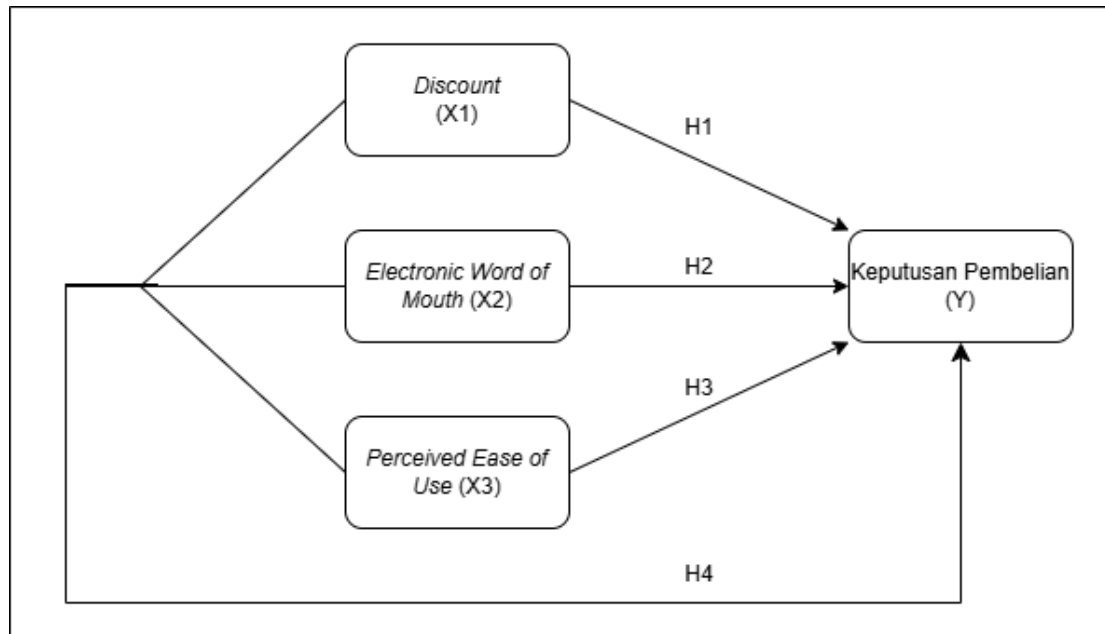 Discount
(X1)
H1
Electronic Word of
Mouth (X2)
H2
Keputusan Pembelian
(Y)
H3
Perceived Ease of
Use (X3)
H4